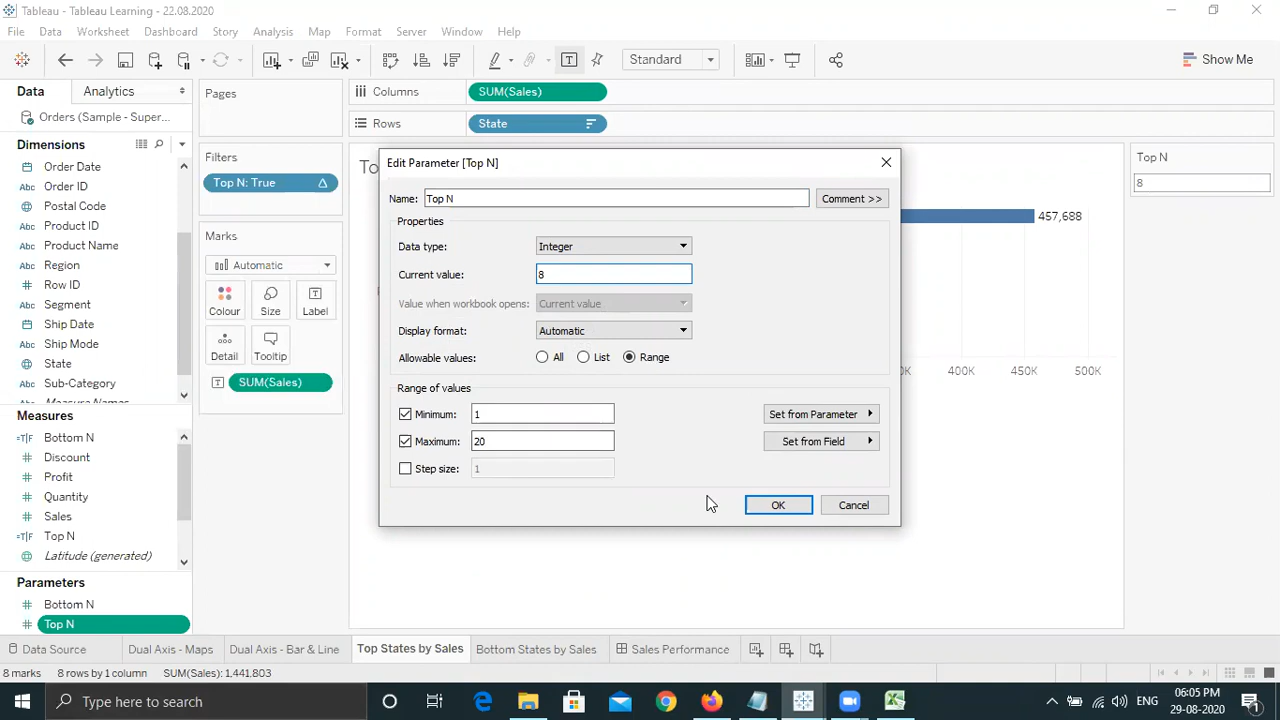 Tableau - Tableau Learning - 22.08.2020
File Data Worksheet Dashboard Story Analysis Map Format Server Window Help
Standard
Show Me
Data Analytics
Orders (Sample - Super...
Dimensions
Order Date
Order ID
Postal Code
Product ID
Product Name
Region
Row ID
Segment
Ship Date
Ship Mode
State
Sub-Category
Measure Names
Measures
Bottom N
Discount
Profit
Quantity
Sales
Top N
Latitude (generated)
Parameters
Bottom N
Top N
Pages
Filters
Top N: True
Marks
Automatic
Colour Size Label
Detail Tooltip
SUM(Sales)
Columns SUM(Sales)
Rows State
To
Edit Parameter [Top N]
Name: Top N Comment >>
Properties
Data type: Integer
Current value: 8
Value when workbook opens: Current value
Display format: Automatic
Allowable values: All List Range
Range of values
Minimum: 1 Set from Parameter
Maximum: 20 Set from Field
Step size: 1
OK Cancel
457,688
0K 400K 450K 500K
Top N
8
Data Source Dual Axis - Maps Dual Axis - Bar & Line Top States by Sales Bottom States by Sales Sales Performance
8 marks 8 rows by 1 column SUM(Sales): 1,441,803
Type here to search
ENG
06:05 PM
29-08-2020
1